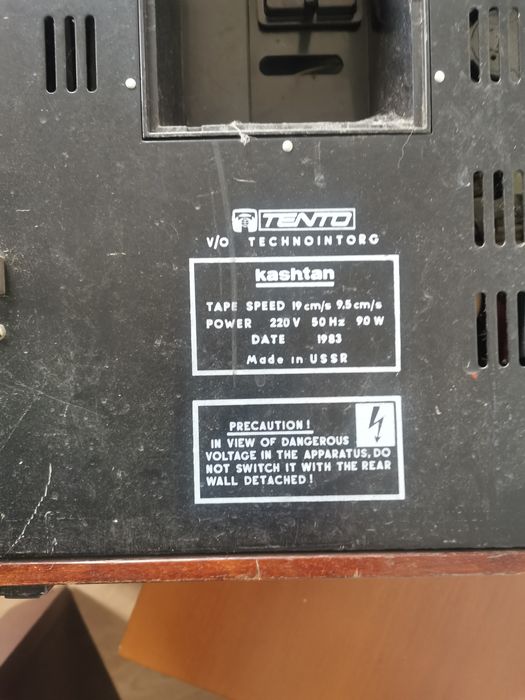 TENTO
V/O TECHNOINTORG
kashtan
TAPE SPEED 19 cm/s 9.5 cm/s
POWER 220 V 50 Hz 90 W
DATE 1983
Made in USSR
PRECAUTION!
IN VIEW OF DANGEROUS
VOLTAGE IN THE APPARATUS, DO
NOT SWITCH IT WITH THE REAR
WALL DETACHED!